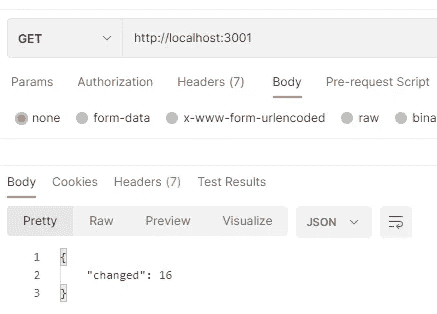 GET http://localhost:3001
Params Authorization Headers (7) Body Pre-request Script
none form-data x-www-form-urlencoded raw bina
Body Cookies Headers (7) Test Results
Pretty Raw Preview Visualize JSON
1 {
2 "changed": 16
3 }